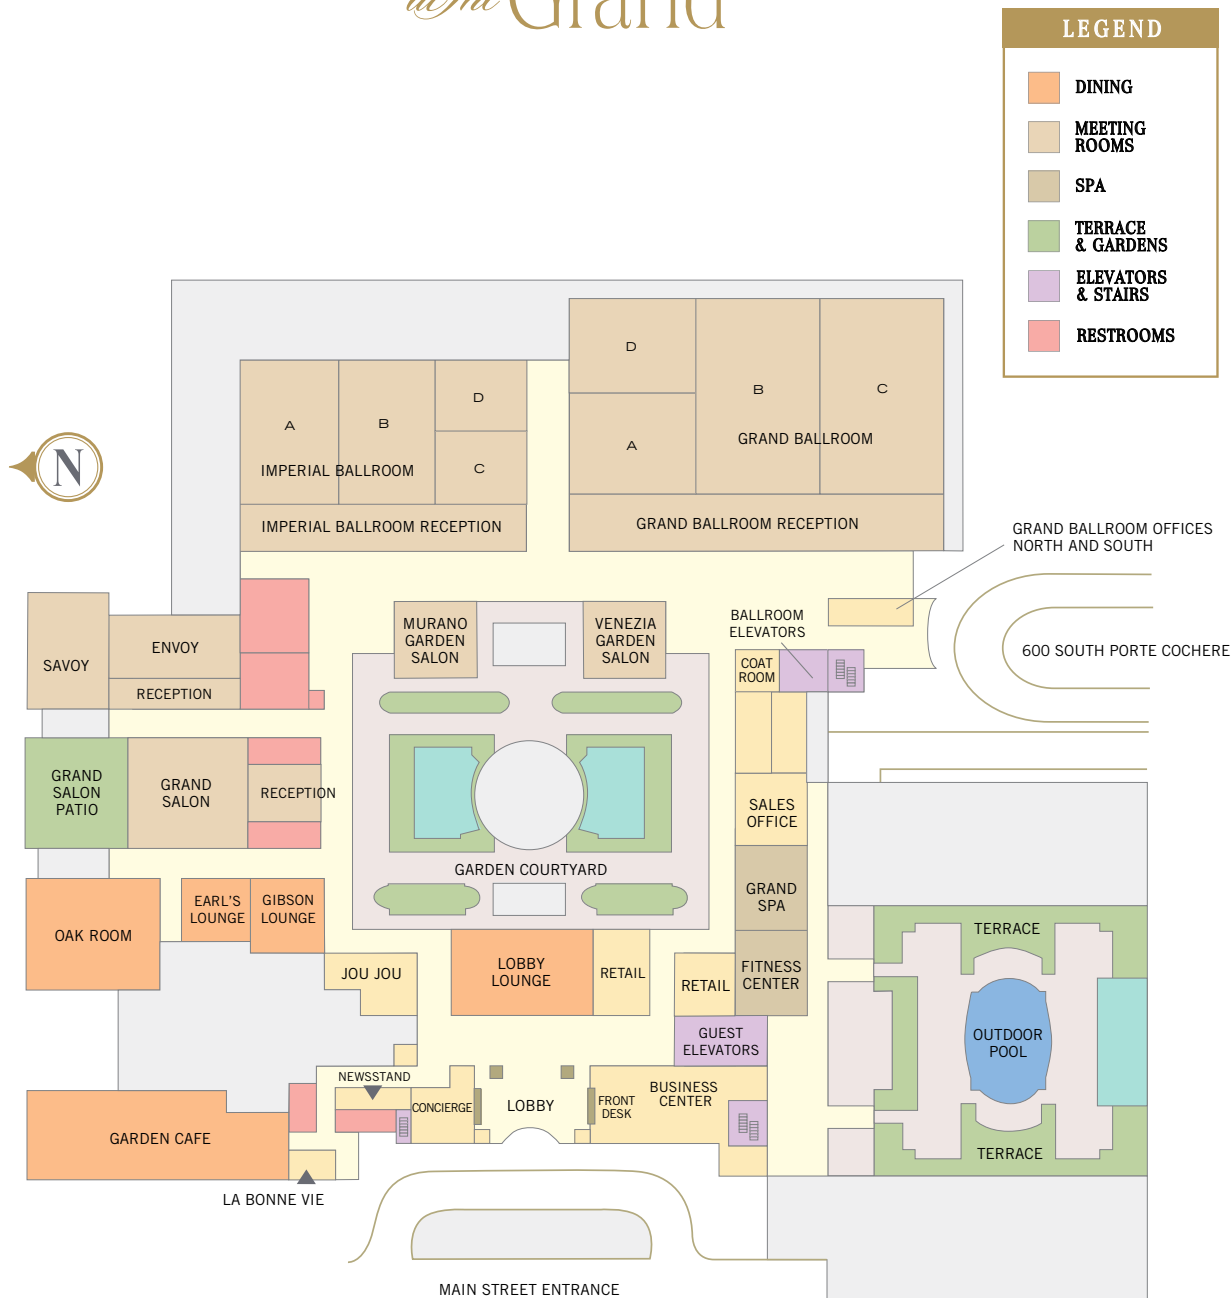 at the Grand
LEGEND
DINING
MEETING
ROOMS
SPA
TERRACE
& GARDENS
ELEVATORS
& STAIRS
RESTROOMS
D
B
C
A
GRAND BALLROOM
GRAND BALLROOM RECEPTION
A
B
D
C
IMPERIAL BALLROOM
IMPERIAL BALLROOM RECEPTION
N
GRAND BALLROOM OFFICES
NORTH AND SOUTH
600 SOUTH PORTE COCHERE
BALLROOM
ELEVATORS
COAT
ROOM
MURANO
GARDEN
SALON
VENEZIA
GARDEN
SALON
SAVOY
ENVOY
RECEPTION
GRAND
SALON
PATIO
GRAND
SALON
RECEPTION
GARDEN COURTYARD
SALES
OFFICE
GRAND
SPA
FITNESS
CENTER
OAK ROOM
EARL'S
LOUNGE
GIBSON
LOUNGE
JOU JOU
LOBBY
LOUNGE
RETAIL
RETAIL
GUEST
ELEVATORS
TERRACE
OUTDOOR
POOL
TERRACE
NEWSSTAND
CONCIERGE
LOBBY
FRONT
DESK
BUSINESS
CENTER
GARDEN CAFE
LA BONNE VIE
MAIN STREET ENTRANCE